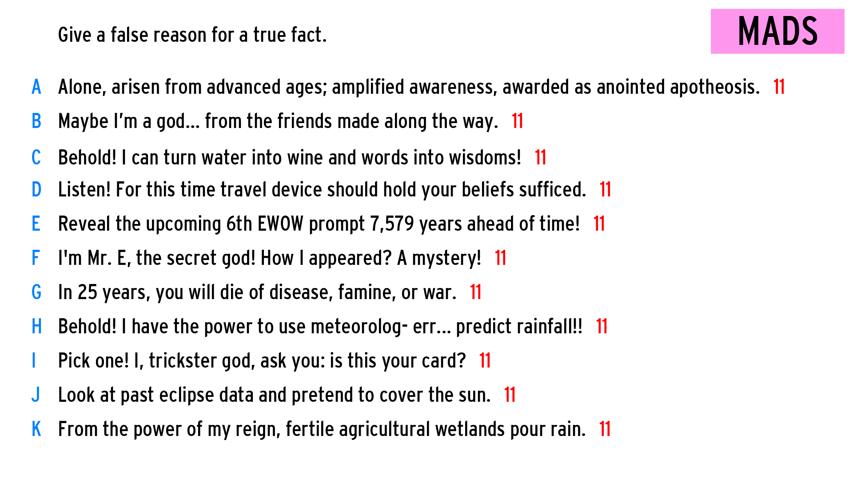 Give a false reason for a true fact.
MADS
A Alone, arisen from advanced ages; amplified awareness, awarded as anointed apotheosis. 11
B Maybe I'm a god... from the friends made along the way. 11
C Behold! I can turn water into wine and words into wisdoms! 11
D Listen! For this time travel device should hold your beliefs sufficed. 11
E Reveal the upcoming 6th EWOW prompt 7,579 years ahead of time! 11
F I'm Mr. E, the secret god! How I appeared? A mystery! 11
G In 25 years, you will die of disease, famine, or war. 11
H Behold! I have the power to use meteorolog- err... predict rainfall!! 11
I Pick one! I, trickster god, ask you: is this your card? 11
J Look at past eclipse data and pretend to cover the sun. 11
K From the power of my reign, fertile agricultural wetlands pour rain. 11